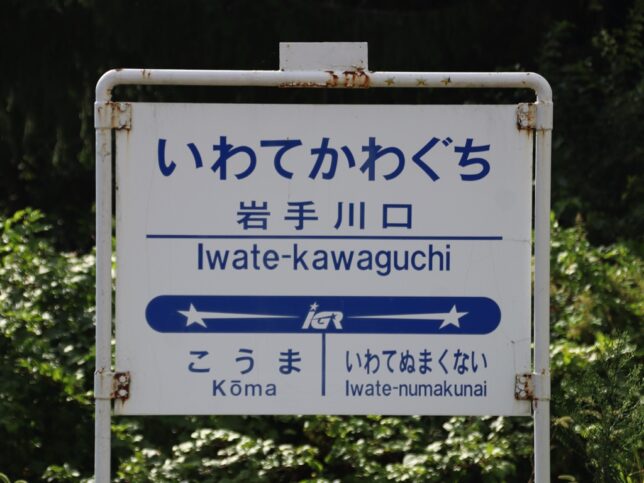 いわてかわぐち
岩手川口
Iwate-kawaguchi
IGR
こうま
Kōma
いわてぬまくない
Iwate-numakunai